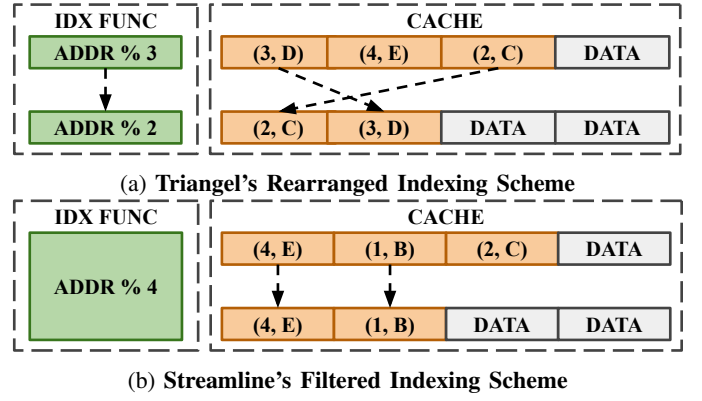 IDX FUNC CACHE
ADDR % 3 (3, D) (4, E) (2, C) DATA
ADDR % 2 (2, C) (3, D) DATA DATA
(a) Triangel's Rearranged Indexing Scheme
IDX FUNC CACHE
(4, E) (1, B) (2, C) DATA
ADDR % 4
(4, E) (1, B) DATA DATA
(b) Streamline's Filtered Indexing Scheme